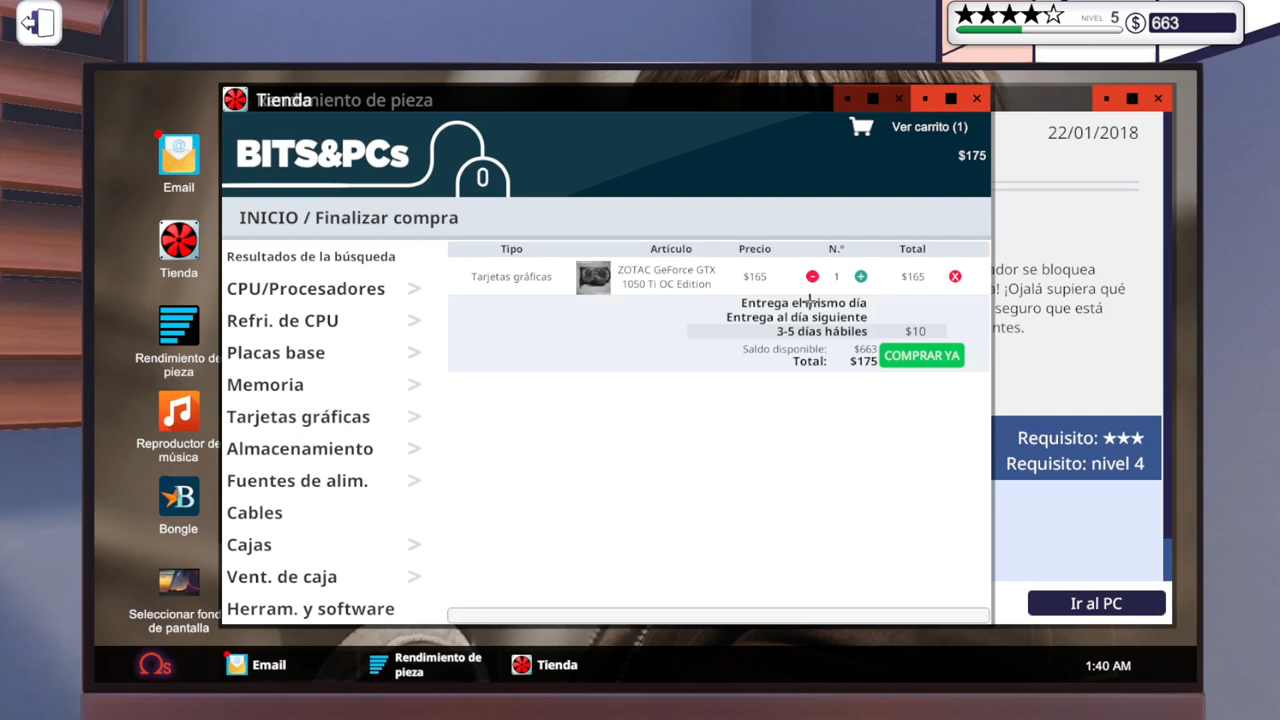 NIVEL 5 $ 663
Tienda
miento de pieza
22/01/2018
BITS&PCs
Ver carrito (1)
$175
INICIO / Finalizar compra
Resultados de la búsqueda
CPU/Procesadores >
Refri. de CPU >
Placas base >
Memoria >
Tarjetas gráficas >
Almacenamiento >
Fuentes de alim. >
Cables
Cajas >
Vent. de caja >
Herram. y software
Tipo Artículo Precio N.º Total
Tarjetas gráficas ZOTAC GeForce GTX 1050 Ti OC Edition $165 1 $165
Entrega el mismo día
Entrega al día siguiente
3-5 días hábiles $10
Saldo disponible: $663
Total: $175
COMPRAR YA
ador se bloquea
a! ¡Ojalá supiera qué
seguro que está
ntes.
Requisito: ★★★
Requisito: nivel 4
Ir al PC
Email
Tienda
Rendimiento de
pieza
Reproductor de
música
Bongle
Seleccionar fond
de pantalla
Ωs
Email
Rendimiento de
pieza
Tienda
1:40 AM